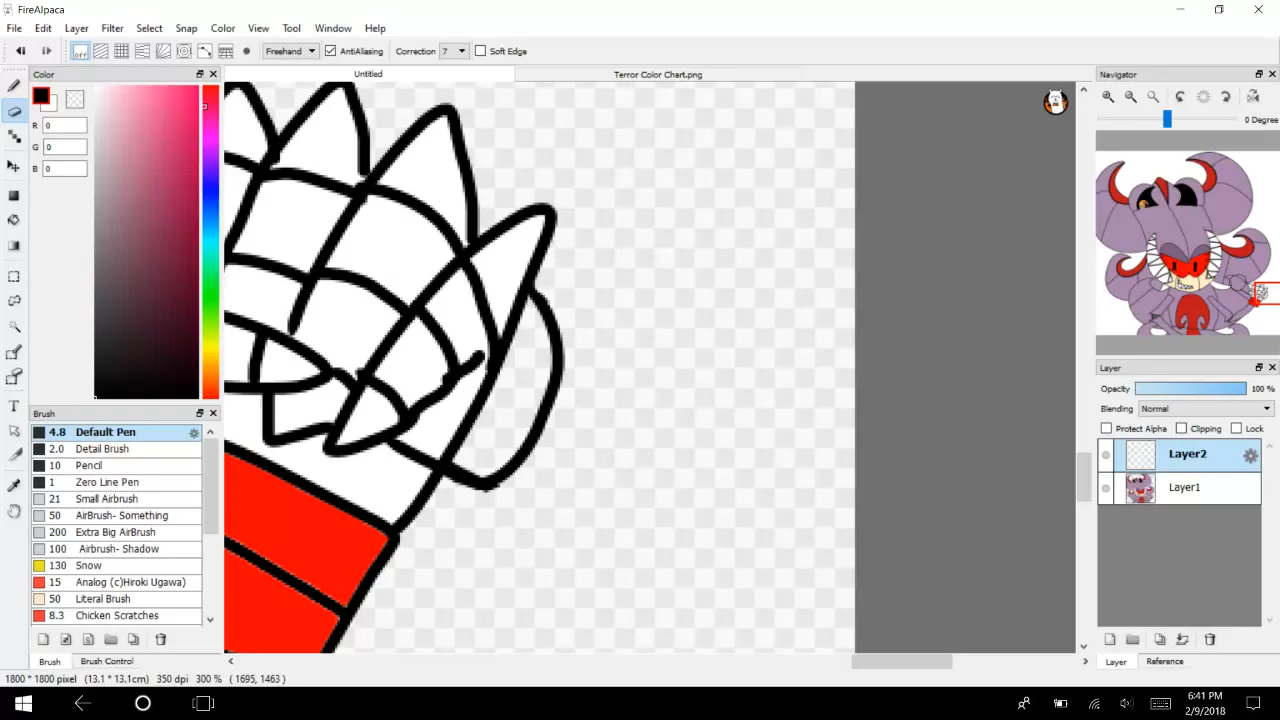 FireAlpaca
File Edit Layer Filter Select Snap Color View Tool Window Help
off Freehand AntiAliasing Correction 7 Soft Edge
Color Untitled Terror Color Chart.png Navigator
R 0
G 0
B 0
0 Degree
Layer
Opacity 100 %
Blending Normal
Protect Alpha Clipping Lock
Layer2
Layer1
Brush
4.8 Default Pen
2.0 Detail Brush
10 Pencil
1 Zero Line Pen
21 Small Airbrush
50 AirBrush- Something
200 Extra Big AirBrush
100 Airbrush- Shadow
130 Snow
15 Analog (c)Hiroki Ugawa)
50 Literal Brush
8.3 Chicken Scratches
Brush Brush Control Layer Reference
1800 * 1800 pixel (13.1 * 13.1cm) 350 dpi 300 % ( 1695, 1463 )
6:41 PM
2/9/2018